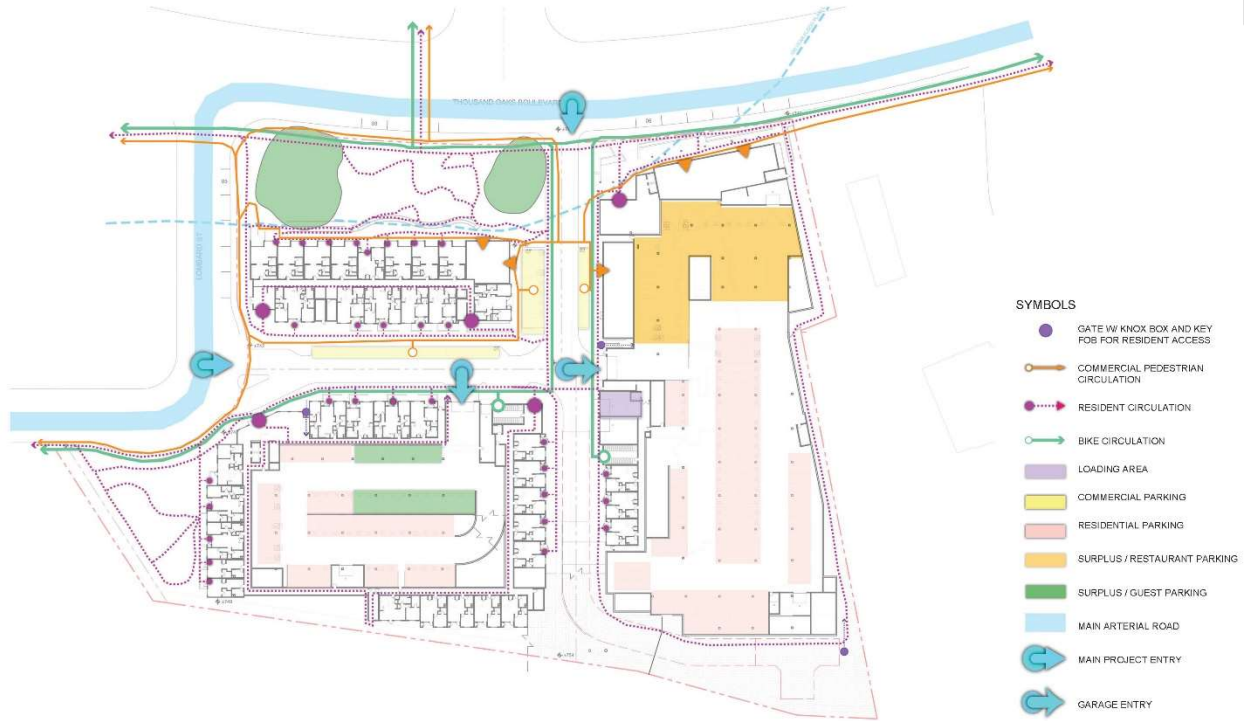 THOUSAND OAKS BOULEVARD
LOMBARD ST
SYMBOLS
GATE W/ KNOX BOX AND KEY
FOB FOR RESIDENT ACCESS
COMMERCIAL PEDESTRIAN
CIRCULATION
RESIDENT CIRCULATION
BIKE CIRCULATION
LOADING AREA
COMMERCIAL PARKING
RESIDENTIAL PARKING
SURPLUS / RESTAURANT PARKING
SURPLUS / GUEST PARKING
MAIN ARTERIAL ROAD
MAIN PROJECT ENTRY
GARAGE ENTRY